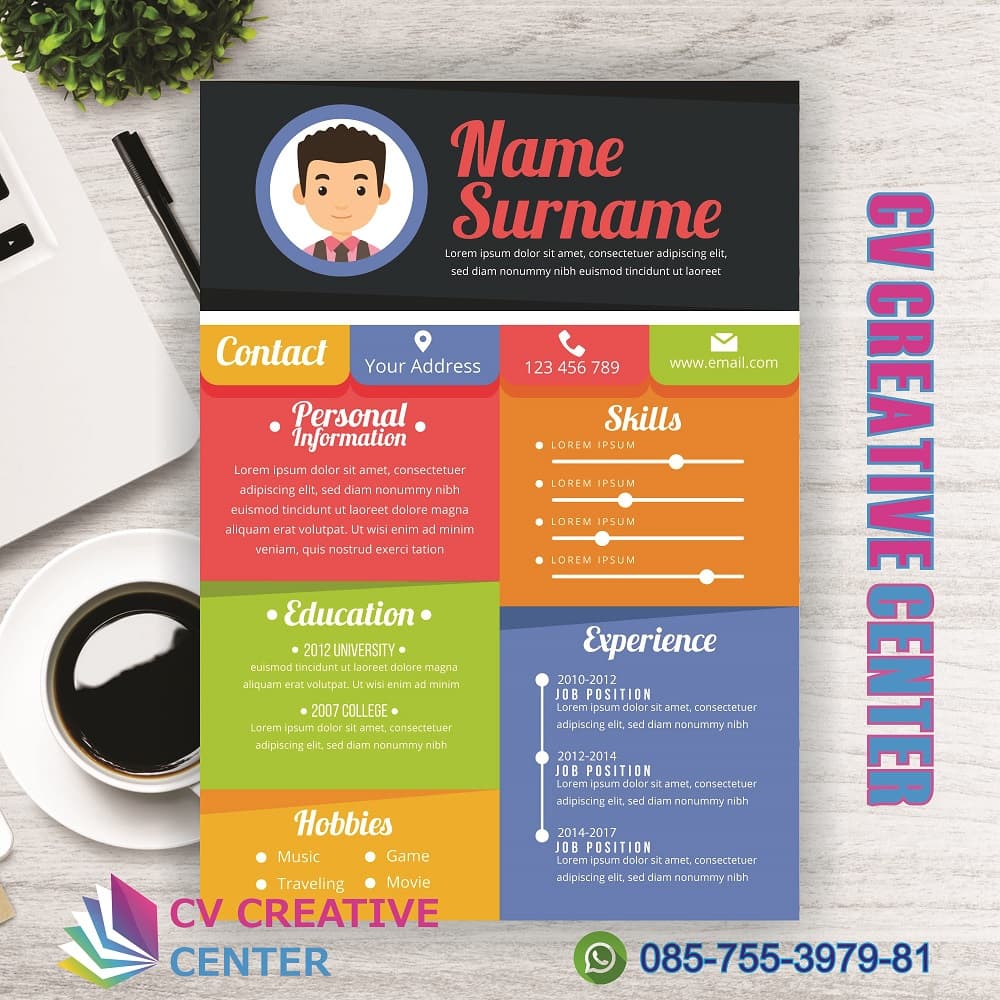 Name
Surname
Lorem ipsum dolor sit amet, consectetuer adipiscing elit,
sed diam nonummy nibh euismod tincidunt ut laoreet
Contact
Your Address
123 456 789
www.email.com
• Personal •
Information
Lorem ipsum dolor sit amet, consectetuer
adipiscing elit, sed diam nonummy nibh
euismod tincidunt ut laoreet dolore magna
aliquam erat volutpat. Ut wisi enim ad minim
veniam, quis nostrud exerci tation
• Education •
• 2012 UNIVERSITY •
euismod tincidunt ut laoreet dolore magna
aliquam erat volutpat. Ut wisi enim ad minim
• 2007 COLLEGE •
Lorem ipsum dolor sit amet, consectetuer
adipiscing elit, sed diam nonummy nibh
Hobbies
• Music
• Game
• Traveling
• Movie
Skills
• LOREM IPSUM
• LOREM IPSUM
• LOREM IPSUM
• LOREM IPSUM
Experience
2010-2012
JOB POSITION
Lorem ipsum dolor sit amet, consectetuer
adipiscing elit, sed diam nonummy nibh
2012-2014
JOB POSITION
Lorem ipsum dolor sit amet, consectetuer
adipiscing elit, sed diam nonummy nibh
2014-2017
JOB POSITION
Lorem ipsum dolor sit amet, consectetuer
adipiscing elit, sed diam nonummy nibh
CV CREATIVE CENTER
CV CREATIVE
CENTER
085-755-3979-81